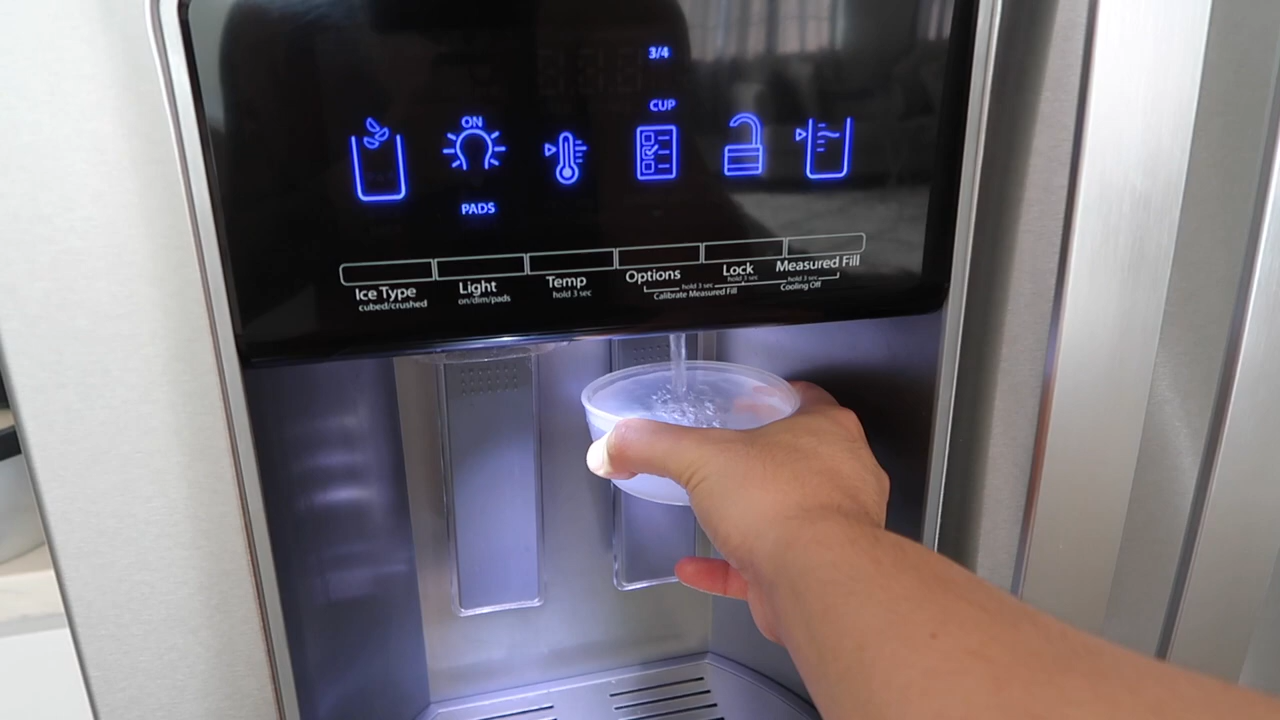 3/4
CUP
ON
PADS
Ice Type
cubed/crushed
Light
on/dim/pads
Temp
hold 3 sec
Options
Lock
hold 3 sec
Measured Fill
hold 3 sec
Calibrate Measured Fill
hold 3 sec
Cooling Off